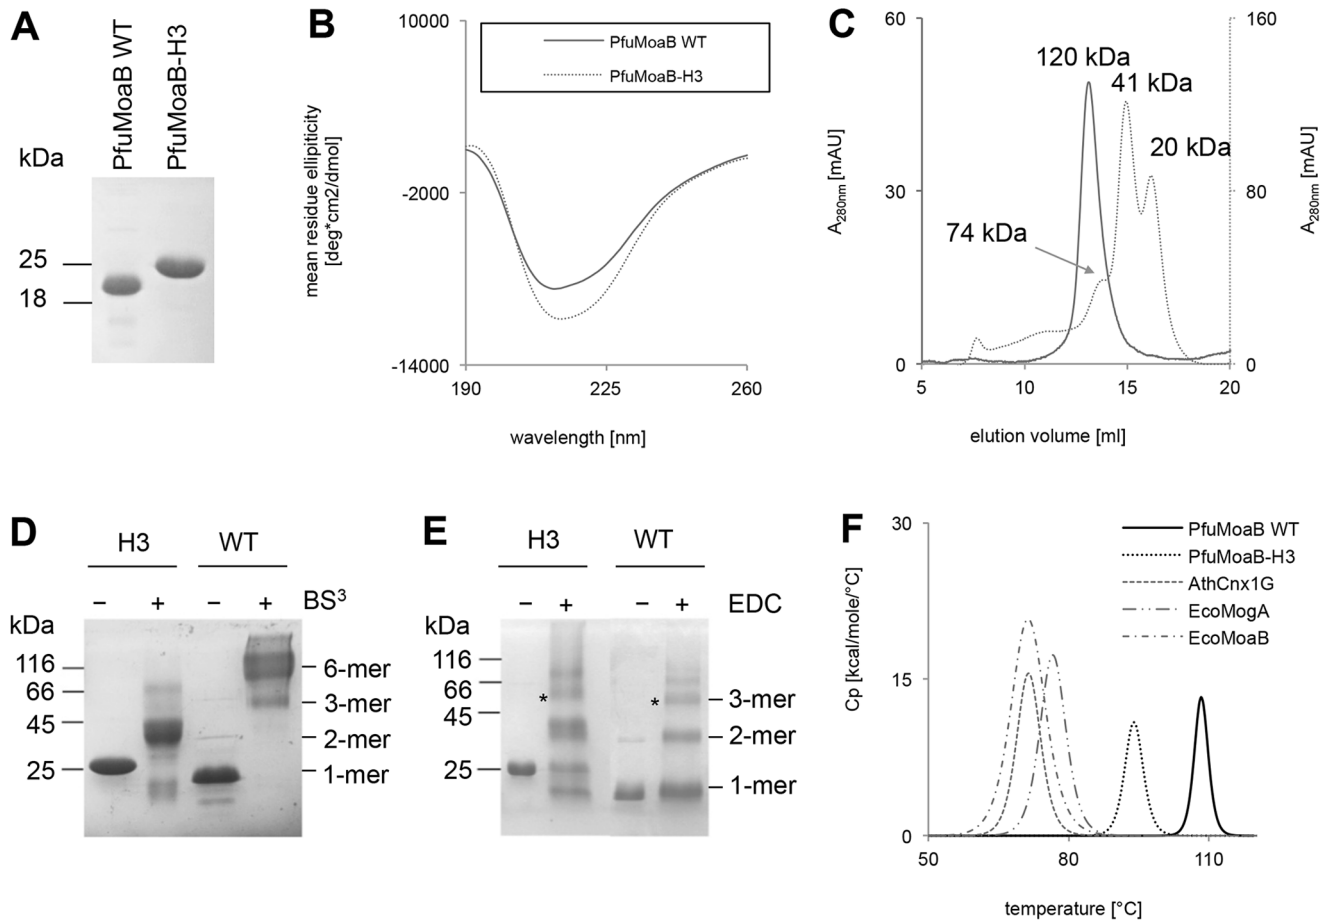 A
PfuMoaB WT
PfuMoaB-H3
kDa
25
18
B
10000
-2000
-14000
mean residue ellipiticity
[deg*cm2/dmol]
PfuMoaB WT
PfuMoaB-H3
190
225
260
wavelength [nm]
C
60
30
0
A280nm [mAU]
120 kDa
41 kDa
20 kDa
74 kDa
160
80
0
A280nm [mAU]
5
10
15
20
elution volume [ml]
D
H3
WT
– + – + BS3
kDa
116
66
45
25
6-mer
3-mer
2-mer
1-mer
E
H3
WT
– + – + EDC
kDa
116
66
45
25
*
*
3-mer
2-mer
1-mer
F
30
15
0
Cp [kcal/mole/°C]
PfuMoaB WT
PfuMoaB-H3
AthCnx1G
EcoMogA
EcoMoaB
50
80
110
temperature [°C]